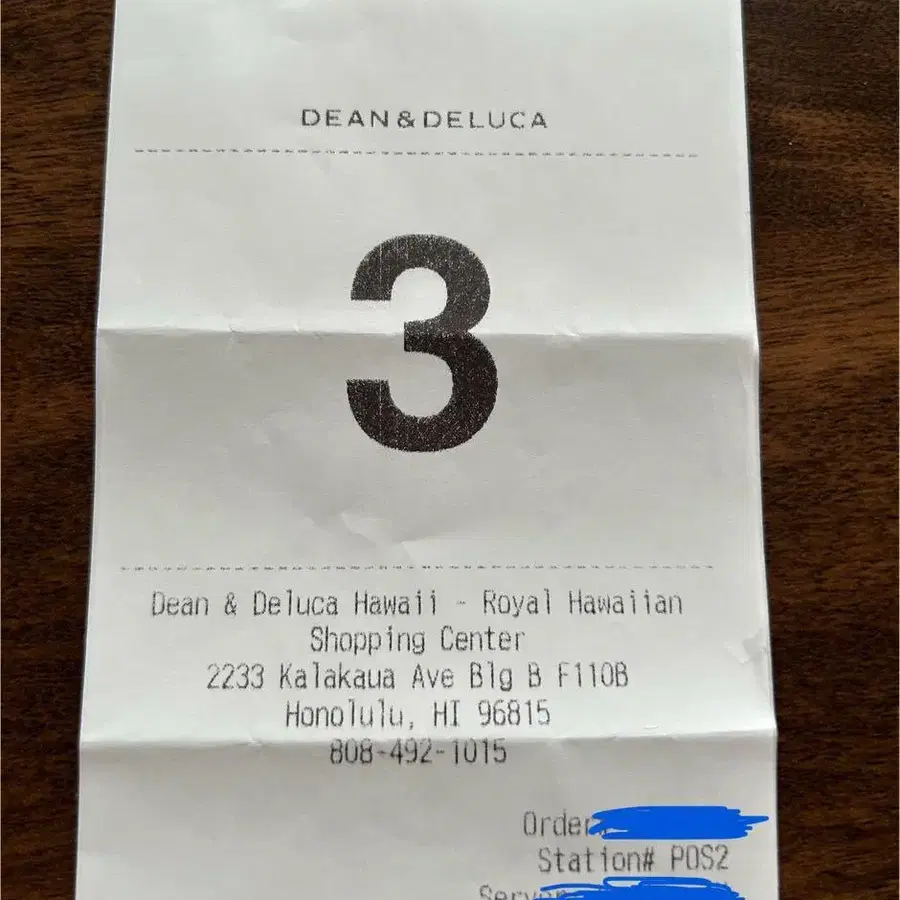 DEAN & DELUCA
3
Dean & Deluca Hawaii - Royal Hawaiian
Shopping Center
2233 Kalakaua Ave Blg B F110B
Honolulu, HI 96815
808-492-1015
Order
Station# POS2
Server